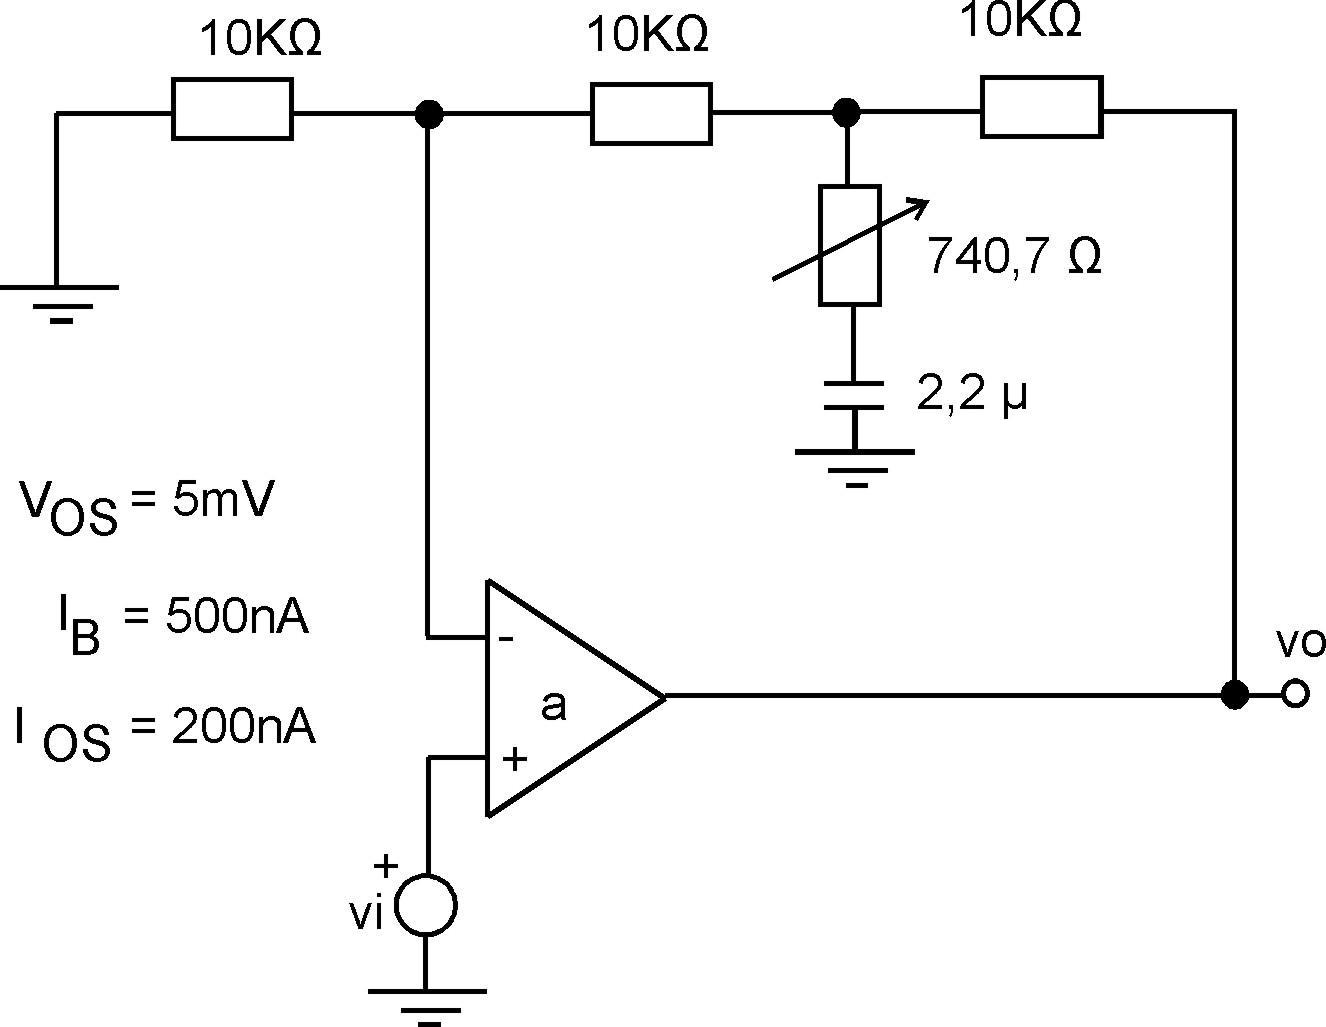 10KΩ
10KΩ
10KΩ
740,7 Ω
2,2 µ
VOS = 5mV
IB = 500nA
IOS = 200nA
-
a
+
vo
+
vi